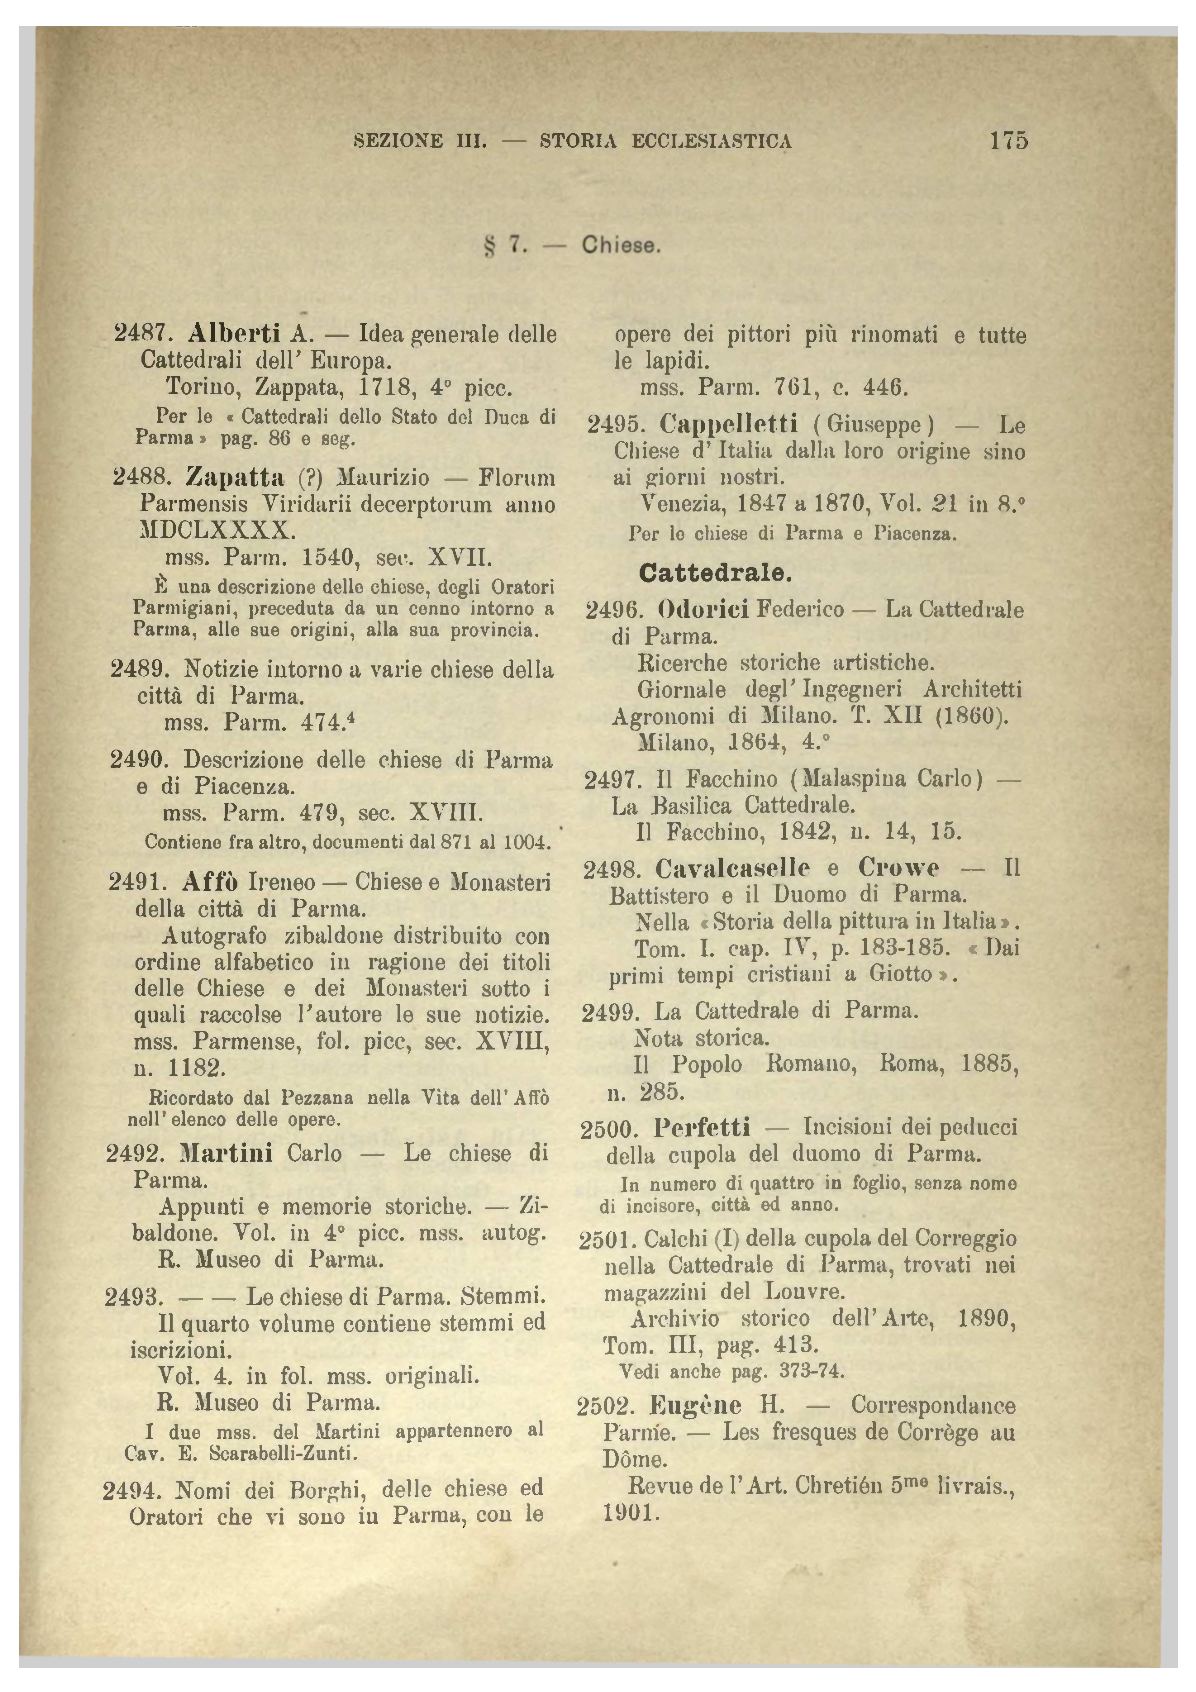 SEZIONE III. — STORIA ECCLESIASTICA 175
§ 7. — Chiese.
2487. Alberti A. — Idea generale delle
Cattedrali dell' Europa.
Torino, Zappata, 1718, 4° picc.
Per le « Cattedrali dello Stato del Duca di
Parma » pag. 86 e seg.
2488. Zapatta (?) Maurizio — Florum
Parmensis Viridarii decerptorum anno
MDCLXXXX.
mss. Parm. 1540, sec. XVII.
È una descrizione delle chiese, degli Oratori
Parmigiani, preceduta da un cenno intorno a
Parma, alle sue origini, alla sua provincia.
2489. Notizie intorno a varie chiese della
città di Parma.
mss. Parm. 474.⁴
2490. Descrizione delle chiese di Parma
e di Piacenza.
mss. Parm. 479, sec. XVIII.
Contiene fra altro, documenti dal 871 al 1004.
2491. Affò Ireneo — Chiese e Monasteri
della città di Parma.
Autografo zibaldone distribuito con
ordine alfabetico in ragione dei titoli
delle Chiese e dei Monasteri sotto i
quali raccolse l'autore le sue notizie.
mss. Parmense, fol. picc, sec. XVIII,
n. 1182.
Ricordato dal Pezzana nella Vita dell' Affò
nell' elenco delle opere.
2492. Martini Carlo — Le chiese di
Parma.
Appunti e memorie storiche. — Zi-
baldone. Vol. in 4° picc. mss. autog.
R. Museo di Parma.
2493. — — Le chiese di Parma. Stemmi.
Il quarto volume contiene stemmi ed
iscrizioni.
Vol. 4. in fol. mss. originali.
R. Museo di Parma.
I due mss. del Martini appartennero al
Cav. E. Scarabelli-Zunti.
2494. Nomi dei Borghi, delle chiese ed
Oratori che vi sono in Parma, con le
opere dei pittori più rinomati e tutte
le lapidi.
mss. Parm. 761, c. 446.
2495. Cappelletti (Giuseppe) — Le
Chiese d' Italia dalla loro origine sino
ai giorni nostri.
Venezia, 1847 a 1870, Vol. 21 in 8.°
Per le chiese di Parma e Piacenza.
Cattedrale.
2496. Odorici Federico — La Cattedrale
di Parma.
Ricerche storiche artistiche.
Giornale degl' Ingegneri Architetti
Agronomi di Milano. T. XII (1860).
Milano, 1864, 4.°
2497. Il Facchino (Malaspina Carlo) —
La Basilica Cattedrale.
Il Facchino, 1842, n. 14, 15.
2498. Cavalcaselle e Crowe — Il
Battistero e il Duomo di Parma.
Nella « Storia della pittura in Italia ».
Tom. I. cap. IV, p. 183-185. « Dai
primi tempi cristiani a Giotto ».
2499. La Cattedrale di Parma.
Nota storica.
Il Popolo Romano, Roma, 1885,
n. 285.
2500. Perfetti — Incisioni dei peducci
della cupola del duomo di Parma.
In numero di quattro in foglio, senza nome
di incisore, città ed anno.
2501. Calchi (I) della cupola del Correggio
nella Cattedrale di Parma, trovati nei
magazzini del Louvre.
Archivio storico dell' Arte, 1890,
Tom. III, pag. 413.
Vedi anche pag. 373-74.
2502. Eugène H. — Correspondance
Parme. — Les fresques de Corrège au
Dôme.
Revue de l' Art. Chretién 5me livrais.,
1901.